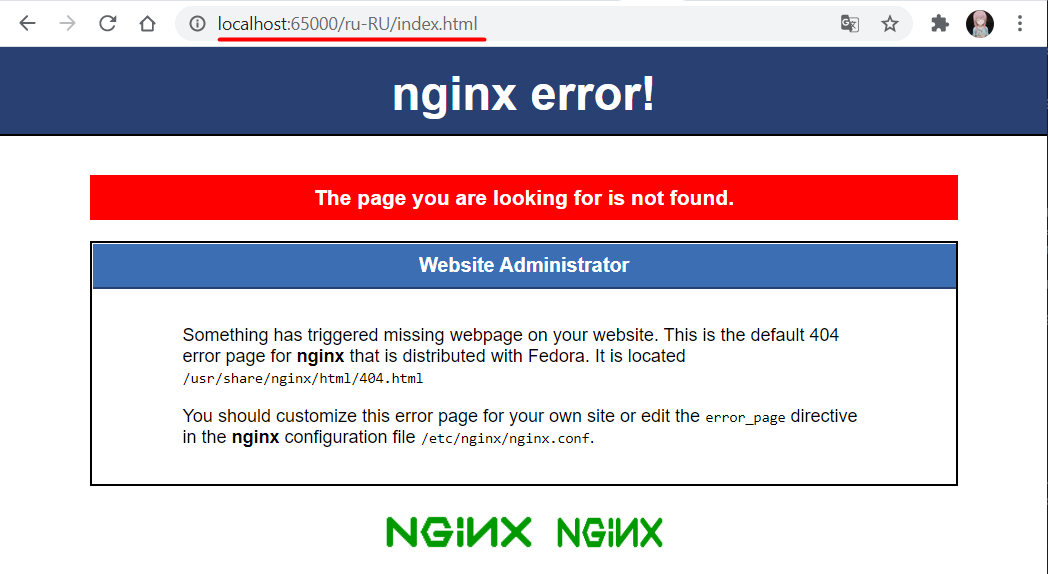 localhost:65000/ru-RU/index.html
nginx error!
The page you are looking for is not found.
Website Administrator
Something has triggered missing webpage on your website. This is the default 404
error page for nginx that is distributed with Fedora. It is located
/usr/share/nginx/html/404.html
You should customize this error page for your own site or edit the error_page directive
in the nginx configuration file /etc/nginx/nginx.conf.
NGiNX NGiNX